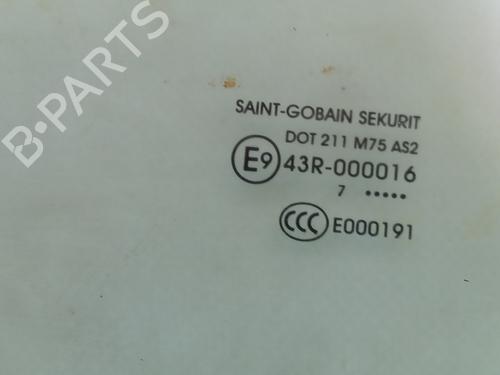 B-PARTS
SAINT-GOBAIN SEKURIT
DOT 211 M75 AS2
E9 43R-000016
7 •••••
CCC E000191